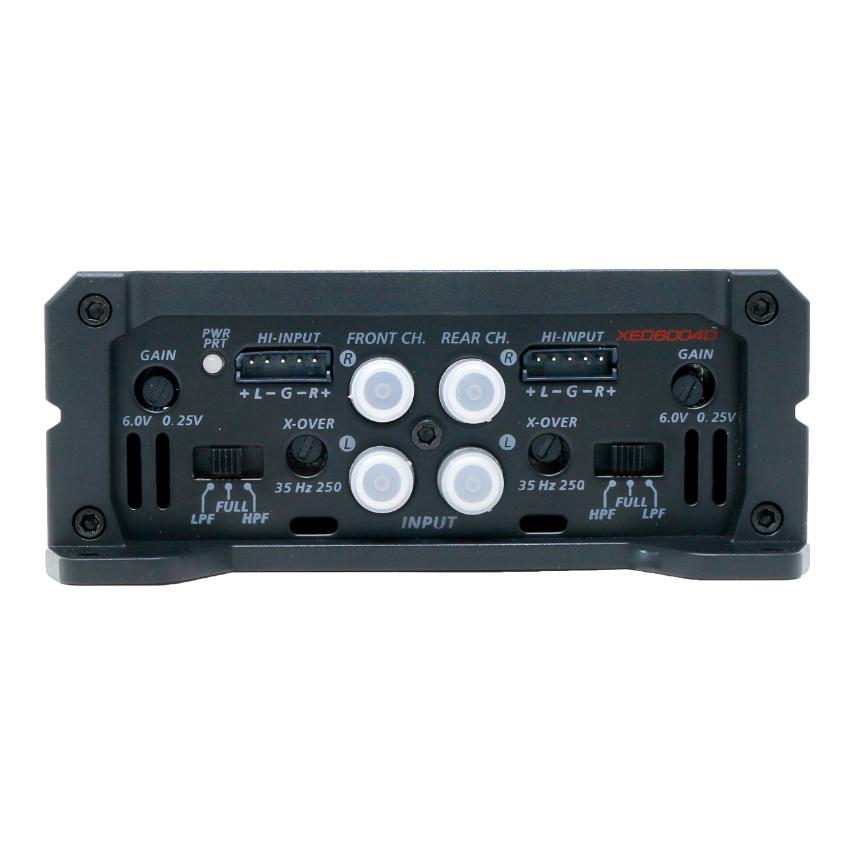 PWR
PRT
HI-INPUT
FRONT CH.
REAR CH.
HI-INPUT
XED6004D
GAIN
R
R
GAIN
+ L – G – R +
+ L – G – R +
6.0V 0.25V
X-OVER
L
L
X-OVER
6.0V 0.25V
35 Hz 250
35 Hz 250
LPF
FULL
HPF
INPUT
HPF
FULL
LPF